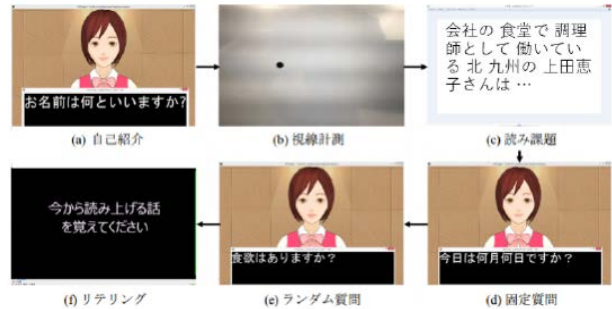 お名前は何といいますか?
(a) 自己紹介
(b) 視線計測
会社の 食堂で 調理
師として 働いてい
る 北 九州の 上田恵
子さんは …
(c) 読み課題
今日は何月何日ですか？
(d) 固定質問
食欲はありますか？
(e) ランダム質問
今から読み上げる話
を覚えてください
(f) リテリング